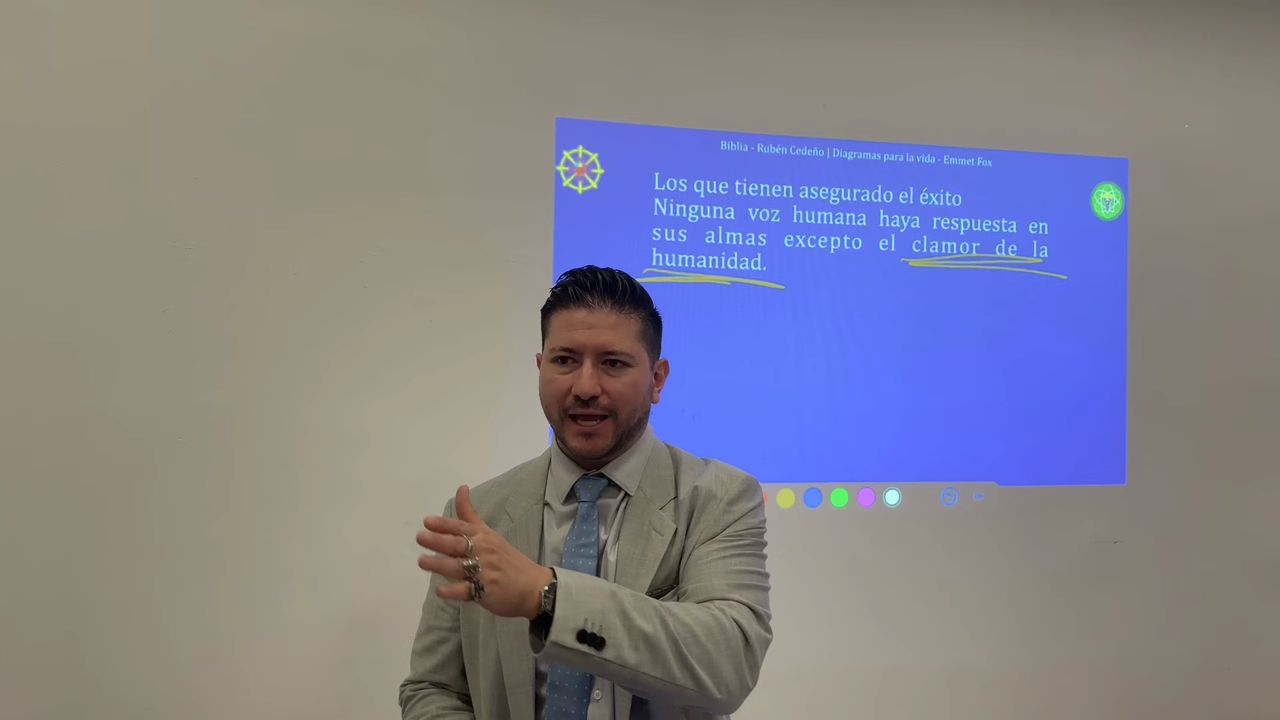 Biblia - Rubén Cedeño | Diagramas para la vida - Emmet Fox
Los que tienen asegurado el éxito
Ninguna voz humana haya respuesta en
sus almas excepto el clamor de la
humanidad.